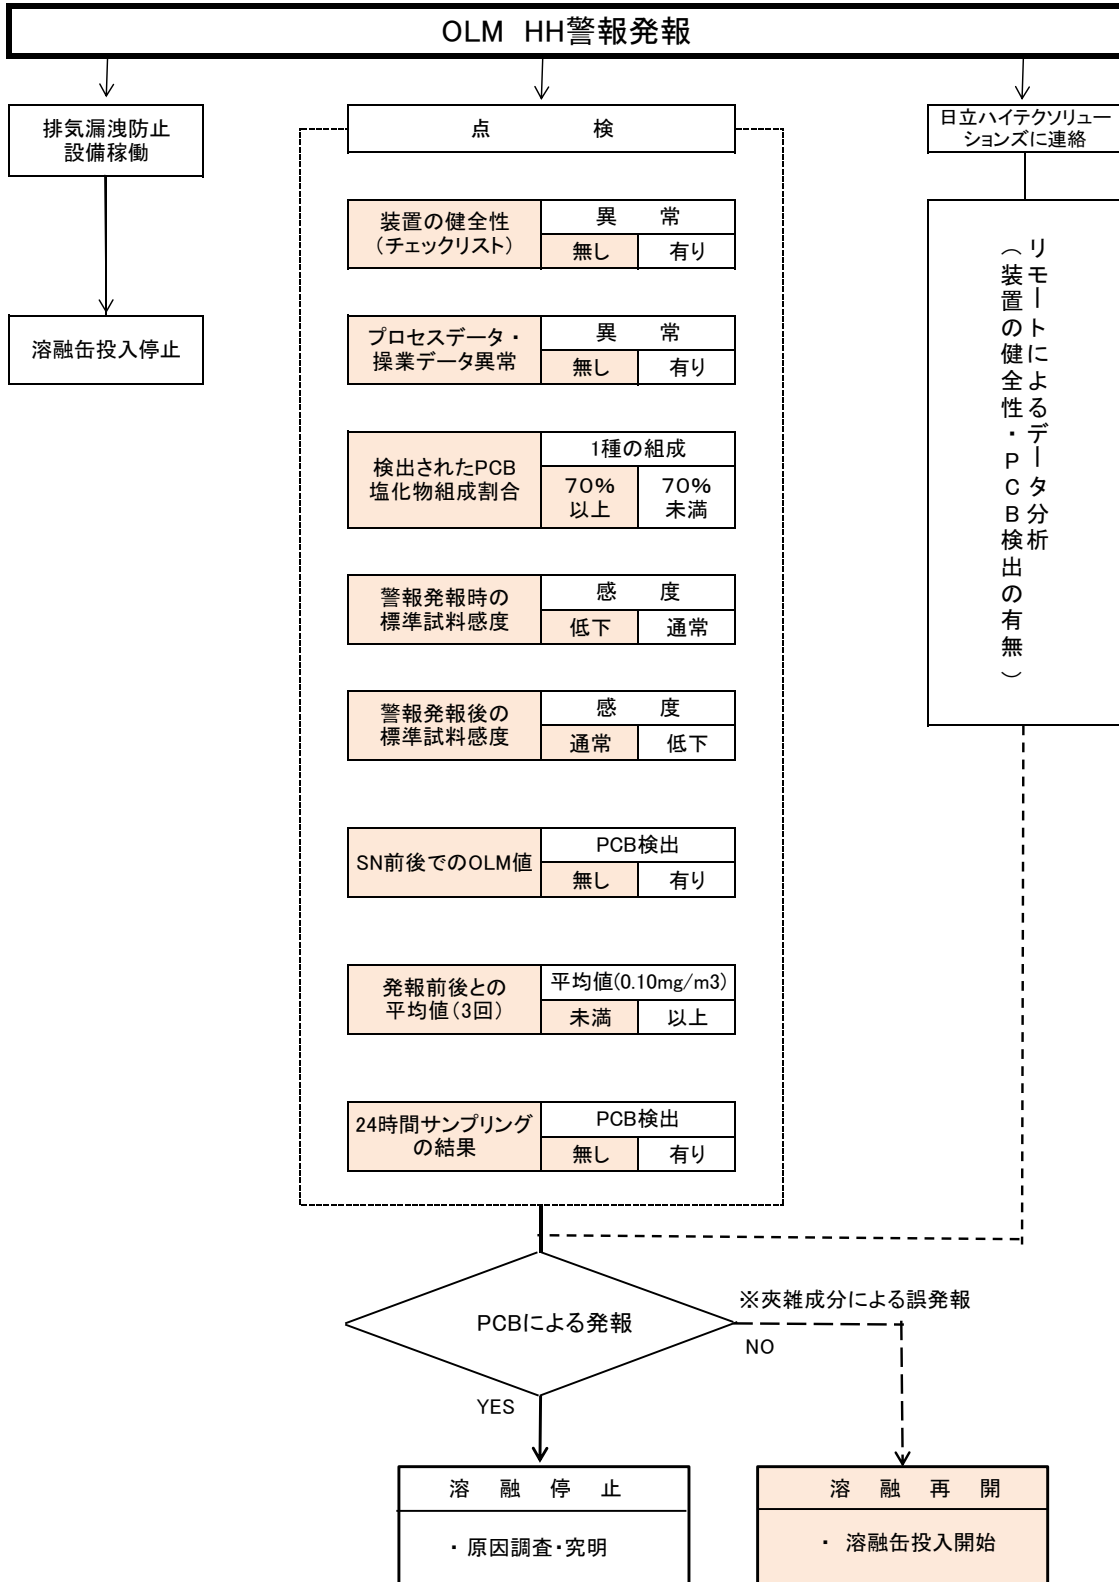 OLM　HH警報発報
排気漏洩防止
設備稼働
溶融缶投入停止
点　　　　検
装置の健全性
（チェックリスト）
異　　常
無し
有り
プロセスデータ・
操業データ異常
異　　常
無し
有り
検出されたPCB
塩化物組成割合
1種の組成
70％
以上
70％
未満
警報発報時の
標準試料感度
感　　度
低下
通常
警報発報後の
標準試料感度
感　　度
通常
低下
SN前後でのOLM値
PCB検出
無し
有り
発報前後との
平均値（3回）
平均値(0.10mg/m3)
未満
以上
24時間サンプリング
の結果
PCB検出
無し
有り
日立ハイテクソリュー
ションズに連絡
リモートによるデータ分析
（装置の健全性・PCB検出の有無）
PCBによる発報
※夾雑成分による誤発報
NO
YES
溶　融　停　止
・ 原因調査・究明
溶　融　再　開
・ 溶融缶投入開始